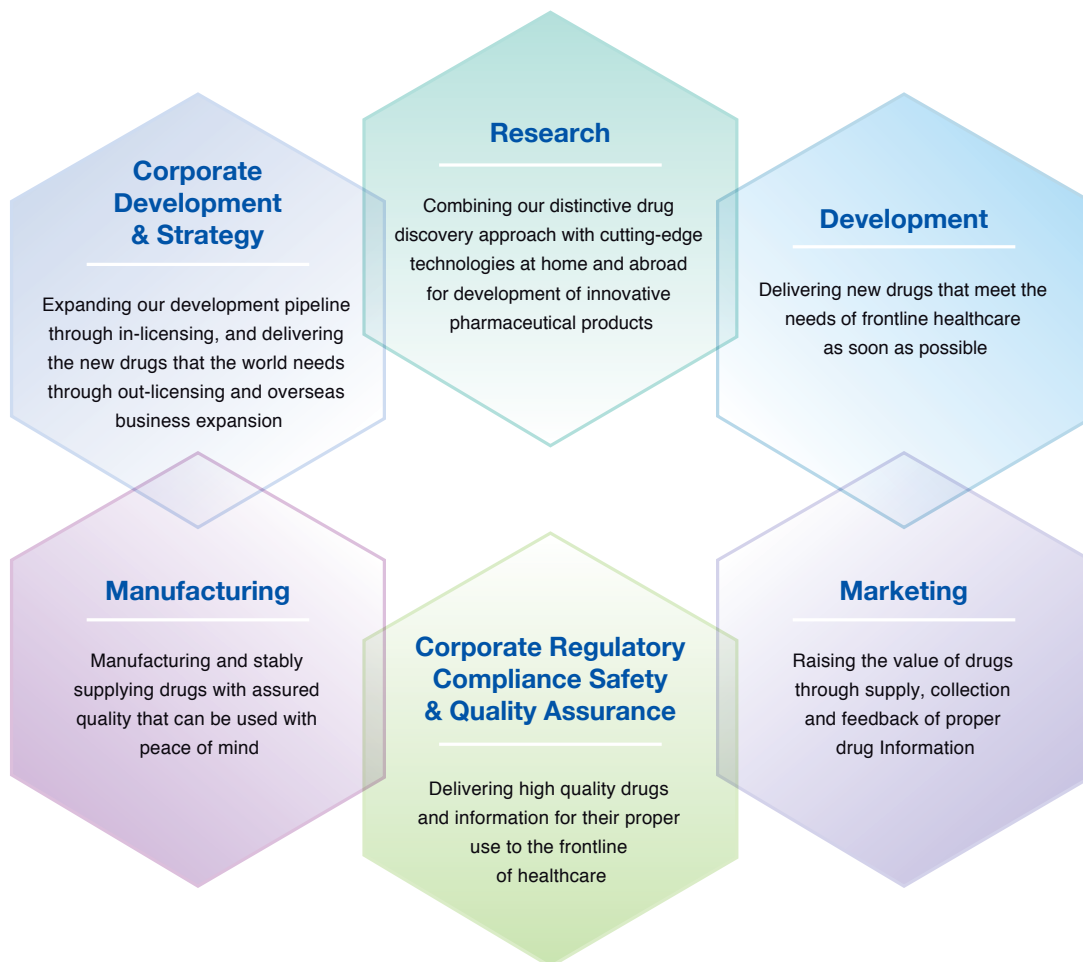 Research
Combining our distinctive drug
discovery approach with cutting-edge
technologies at home and abroad
for development of innovative
pharmaceutical products
Corporate
Development
& Strategy
Expanding our development pipeline
through in-licensing, and delivering
the new drugs that the world needs
through out-licensing and overseas
business expansion
Development
Delivering new drugs that meet the
needs of frontline healthcare
as soon as possible
Manufacturing
Manufacturing and stably
supplying drugs with assured
quality that can be used with
peace of mind
Corporate Regulatory
Compliance Safety
& Quality Assurance
Delivering high quality drugs
and information for their proper
use to the frontline
of healthcare
Marketing
Raising the value of drugs
through supply, collection
and feedback of proper
drug Information